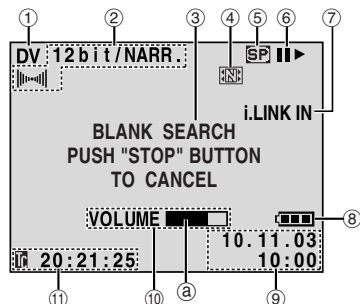 ① ② ③ ④ ⑤ ⑥ ⑦
DV 12bit/NARR. SP
N
i.LINK IN
BLANK SEARCH
PUSH "STOP" BUTTON
TO CANCEL
VOLUME
⑧
10.11.03
20:21:25 10:00
⑪ ⑩ ⓐ ⑨